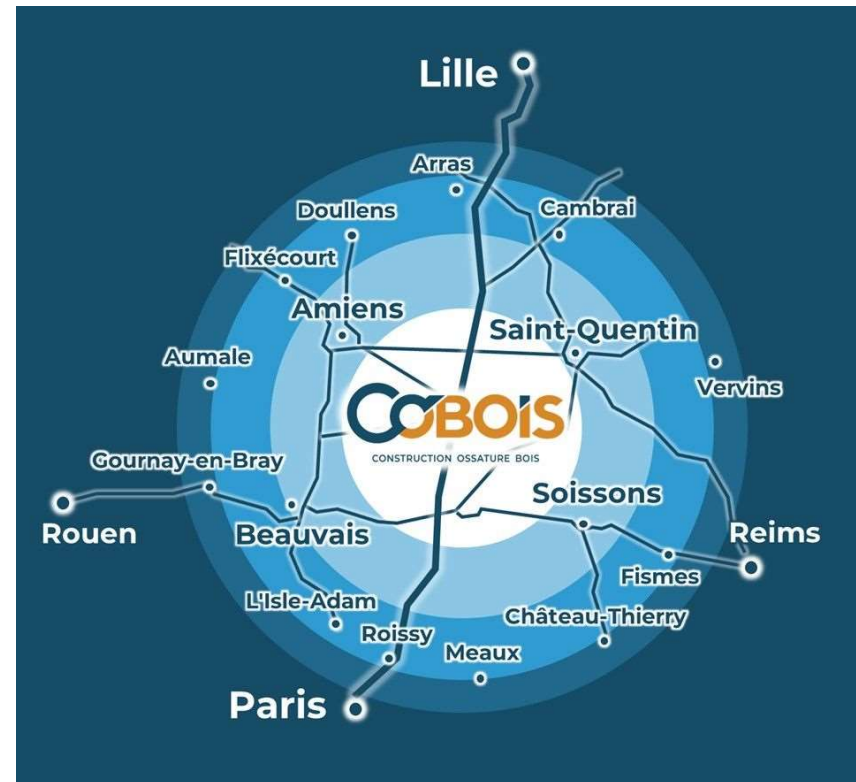 Lille
Arras
Doullens
Cambrai
Flixécourt
Amiens
Saint-Quentin
Aumale
Vervins
COBOIS
CONSTRUCTION OSSATURE BOIS
Gournay-en-Bray
Soissons
Rouen
Beauvais
Reims
Fismes
L'Isle-Adam
Château-Thierry
Roissy
Meaux
Paris